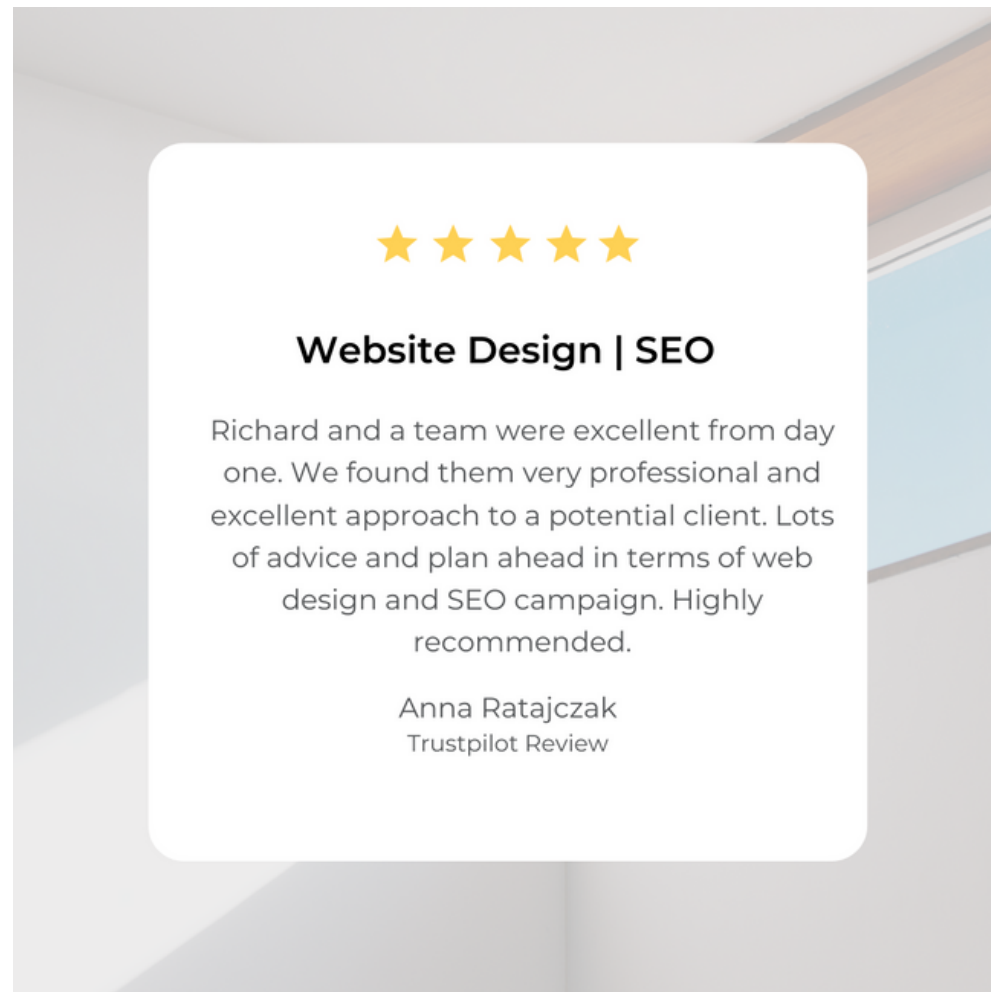 Website Design | SEO
Richard and a team were excellent from day
one. We found them very professional and
excellent approach to a potential client. Lots
of advice and plan ahead in terms of web
design and SEO campaign. Highly
recommended.
Anna Ratajczak
Trustpilot Review